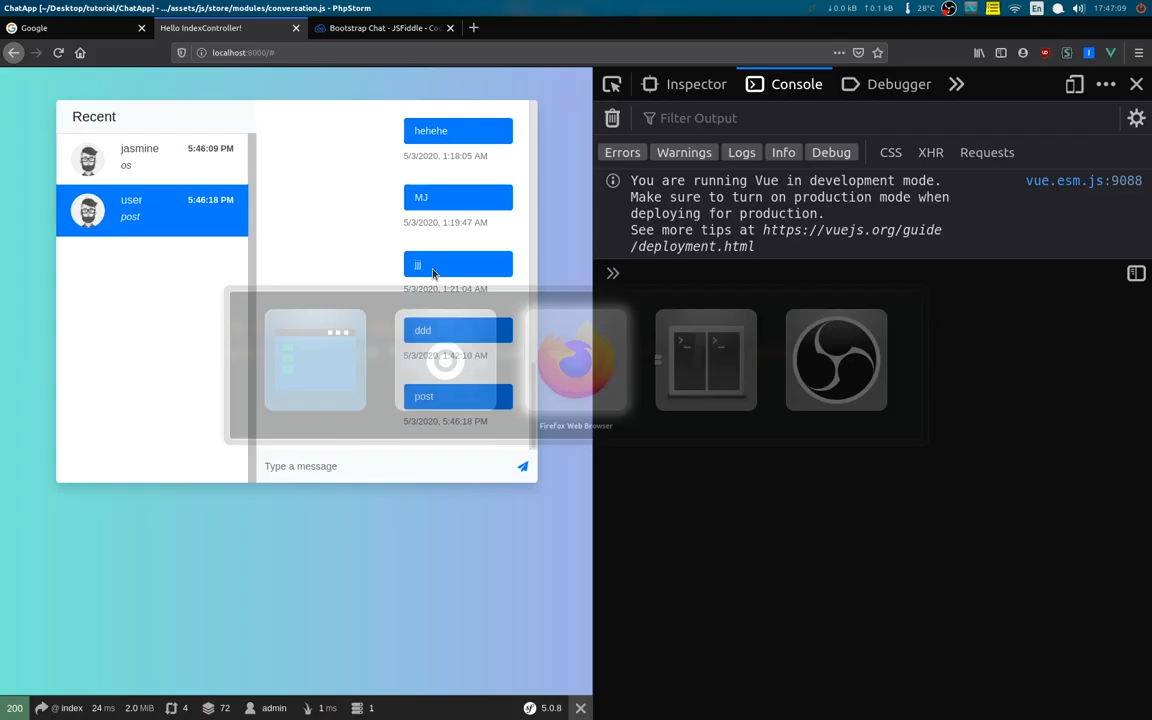 ChatApp [~/Desktop/tutorial/ChatApp] - .../assets/js/store/modules/conversation.js - PhpStorm
↓0.0 kB ↑0.1 kB 28°C En 17:47:09
Google
Hello IndexController!
Bootstrap Chat - JSFiddle - Co
localhost:8000/#
Recent
jasmine 5:46:09 PM
os
user 5:46:18 PM
post
hehehe
5/3/2020, 1:18:05 AM
MJ
5/3/2020, 1:19:47 AM
jjj
5/3/2020, 1:21:04 AM
ddd
5/3/2020, 1:42:10 AM
post
5/3/2020, 5:46:18 PM
Type a message
Firefox Web Browser
Inspector
Console
Debugger
Filter Output
Errors Warnings Logs Info Debug CSS XHR Requests
You are running Vue in development mode. vue.esm.js:9088
Make sure to turn on production mode when
deploying for production.
See more tips at https://vuejs.org/guide
/deployment.html
200 @ index 24 ms 2.0 MiB 4 72 admin 1 ms 1 5.0.8